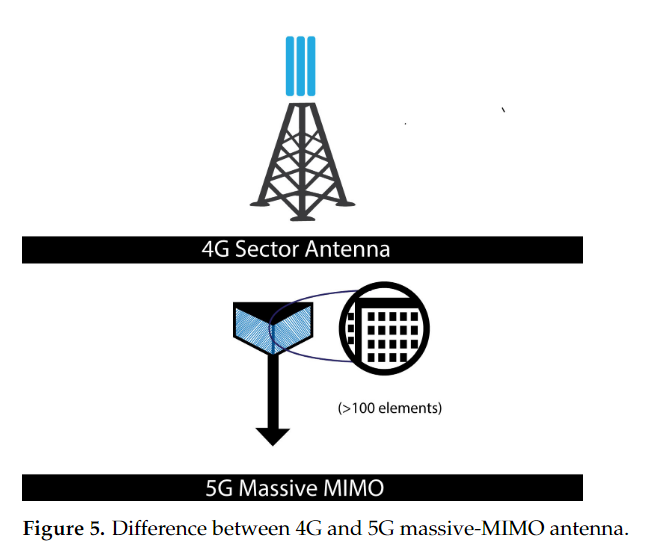 4G Sector Antenna
(>100 elements)
5G Massive MIMO
Figure 5. Difference between 4G and 5G massive-MIMO antenna.